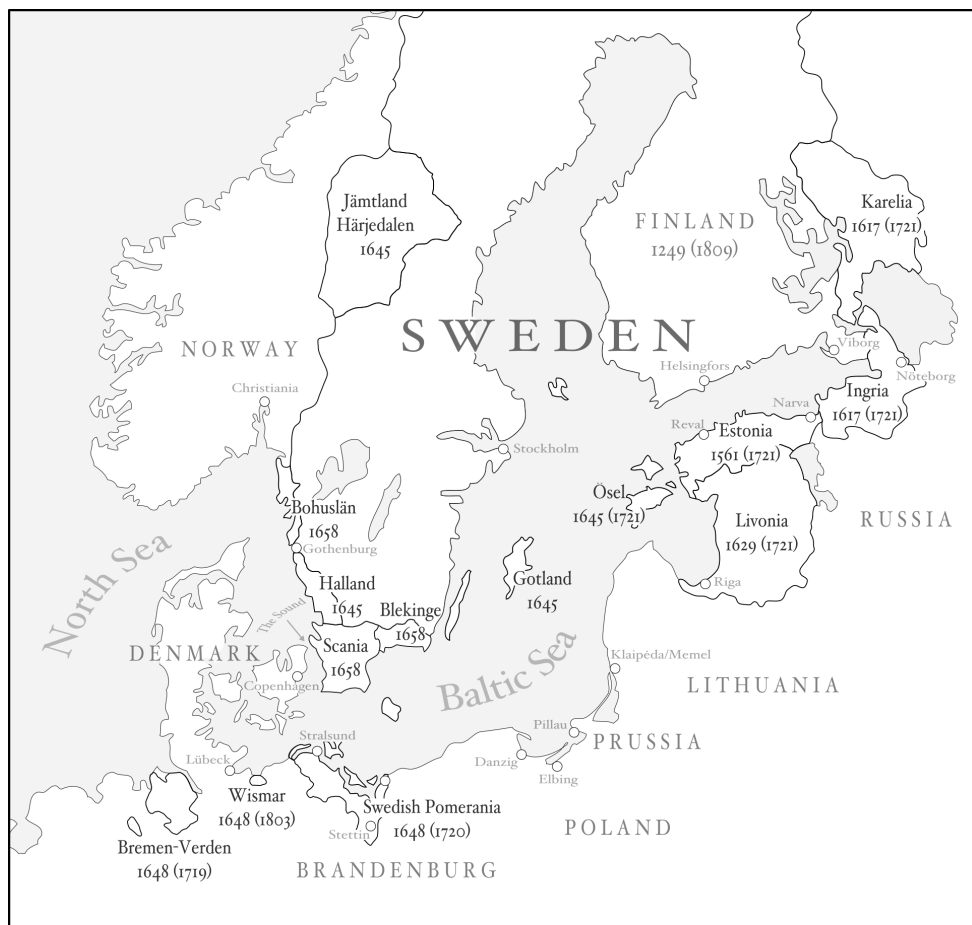 Jämtland
Härjedalen
1645
Karelia
1617 (1721)
FINLAND
1249 (1809)
SWEDEN
NORWAY
Viborg
Helsingfors
Nöteborg
Christiania
Ingria
1617 (1721)
Narva
Reval
Estonia
1561 (1721)
Stockholm
Ösel
1645 (1721)
Livonia
1629 (1721)
RUSSIA
Bohuslän
1658
Gothenburg
North Sea
Halland
1645
Gotland
1645
Riga
Blekinge
1658
The Sound
Scania
1658
DENMARK
Copenhagen
Baltic Sea
Klaipėda/Memel
LITHUANIA
Pillau
PRUSSIA
Stralsund
Danzig
Elbing
Lübeck
Wismar
1648 (1803)
Swedish Pomerania
1648 (1720)
Stettin
POLAND
Bremen-Verden
1648 (1719)
BRANDENBURG